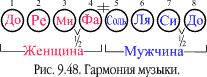 1 2 3 4 5 6 7 8
До Ре Ми Фа Соль Ля Си До
1/2 1/2
Женщина Мужчина
Рис. 9.48. Гармония музыки.